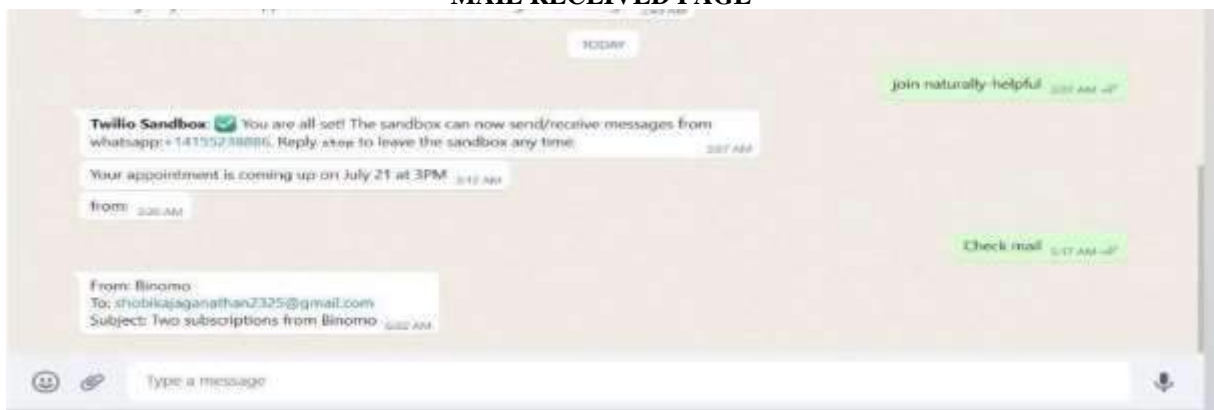 MAIL RECEIVED PAGE
TODAY
join naturally-helpful
Twilio Sandbox: ✅ You are all set! The sandbox can now send/receive messages from
whatsapp:+14155238886. Reply stop to leave the sandbox any time.
Your appointment is coming up on July 21 at 3PM
from:
Check mail
From: Binomo
To: shobikajaganathan2325@gmail.com
Subject: Two subscriptions from Binomo
Type a message